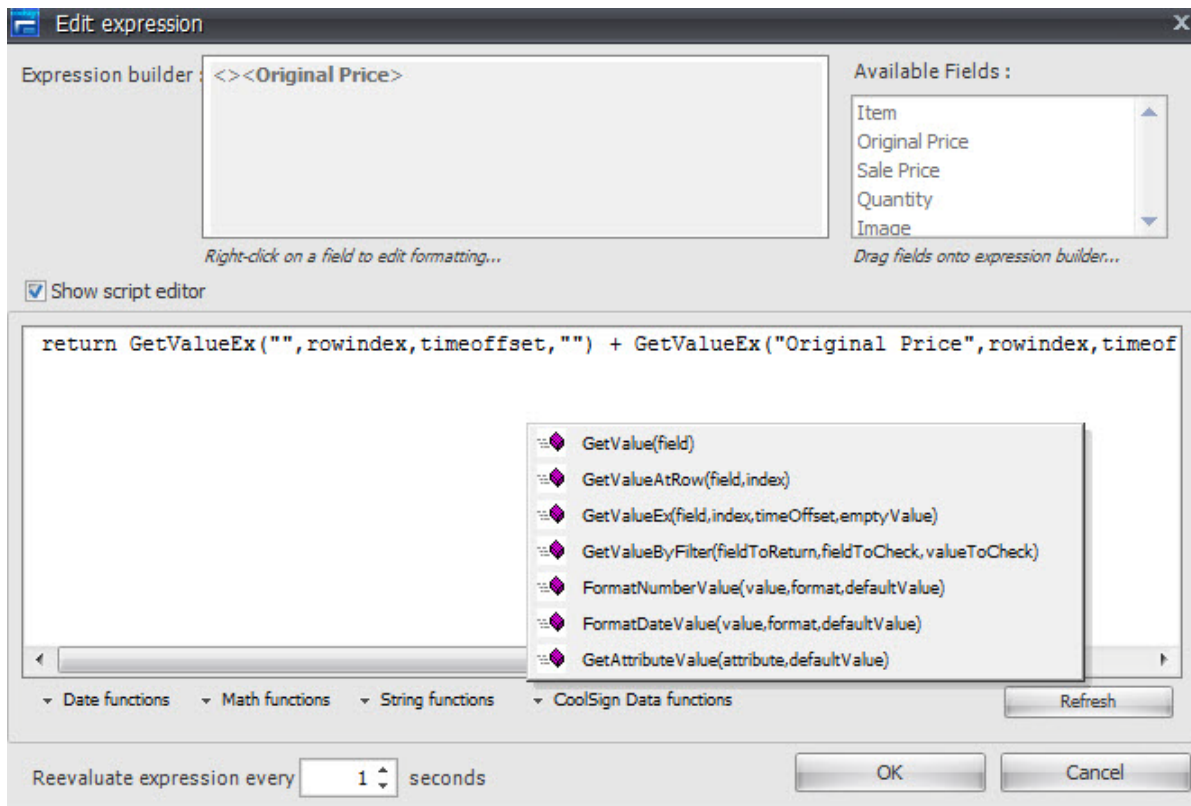 Edit expression
Expression builder :
<><Original Price>
Available Fields :
Item
Original Price
Sale Price
Quantity
Image
Right-click on a field to edit formatting...
Drag fields onto expression builder...
Show script editor
return GetValueEx("",rowindex,timeoffset,"") + GetValueEx("Original Price",rowindex,timeof
GetValue(field)
GetValueAtRow(field,index)
GetValueEx(field,index,timeOffset,emptyValue)
GetValueByFilter(fieldToReturn,fieldToCheck,valueToCheck)
FormatNumberValue(value,format,defaultValue)
FormatDateValue(value,format,defaultValue)
GetAttributeValue(attribute,defaultValue)
Date functions Math functions String functions CoolSign Data functions Refresh
Reevaluate expression every 1 seconds OK Cancel